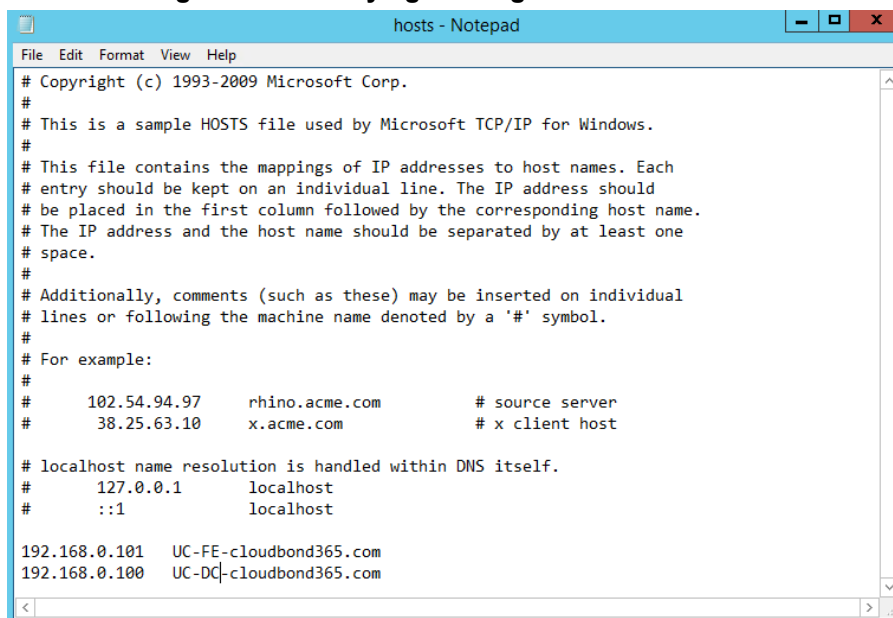 hosts - Notepad
File Edit Format View Help
# Copyright (c) 1993-2009 Microsoft Corp.
#
# This is a sample HOSTS file used by Microsoft TCP/IP for Windows.
#
# This file contains the mappings of IP addresses to host names. Each
# entry should be kept on an individual line. The IP address should
# be placed in the first column followed by the corresponding host name.
# The IP address and the host name should be separated by at least one
# space.
#
# Additionally, comments (such as these) may be inserted on individual
# lines or following the machine name denoted by a '#' symbol.
#
# For example:
#
#      102.54.94.97     rhino.acme.com          # source server
#       38.25.63.10     x.acme.com              # x client host

# localhost name resolution is handled within DNS itself.
#       127.0.0.1       localhost
#       ::1             localhost

192.168.0.101   UC-FE-cloudbond365.com
192.168.0.100   UC-DC-cloudbond365.com